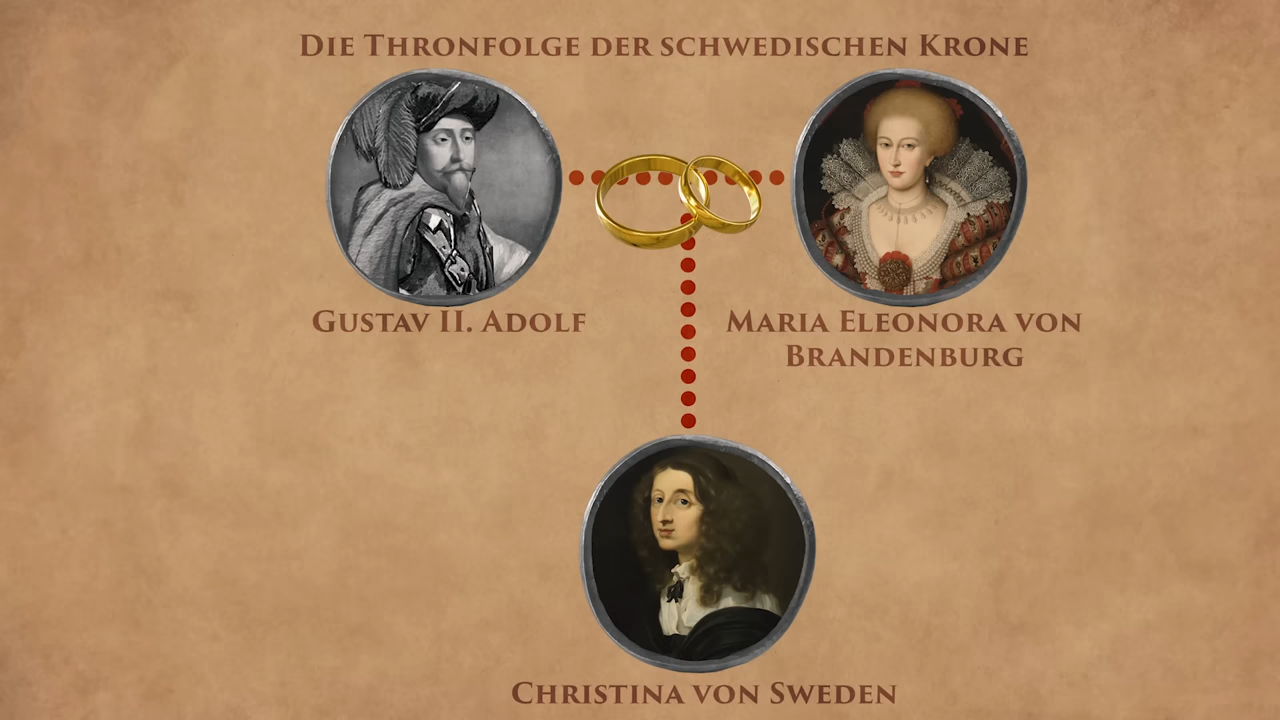 Die Thronfolge der schwedischen Krone
Gustav II. Adolf
Maria Eleonora von
Brandenburg
Christina von Sweden